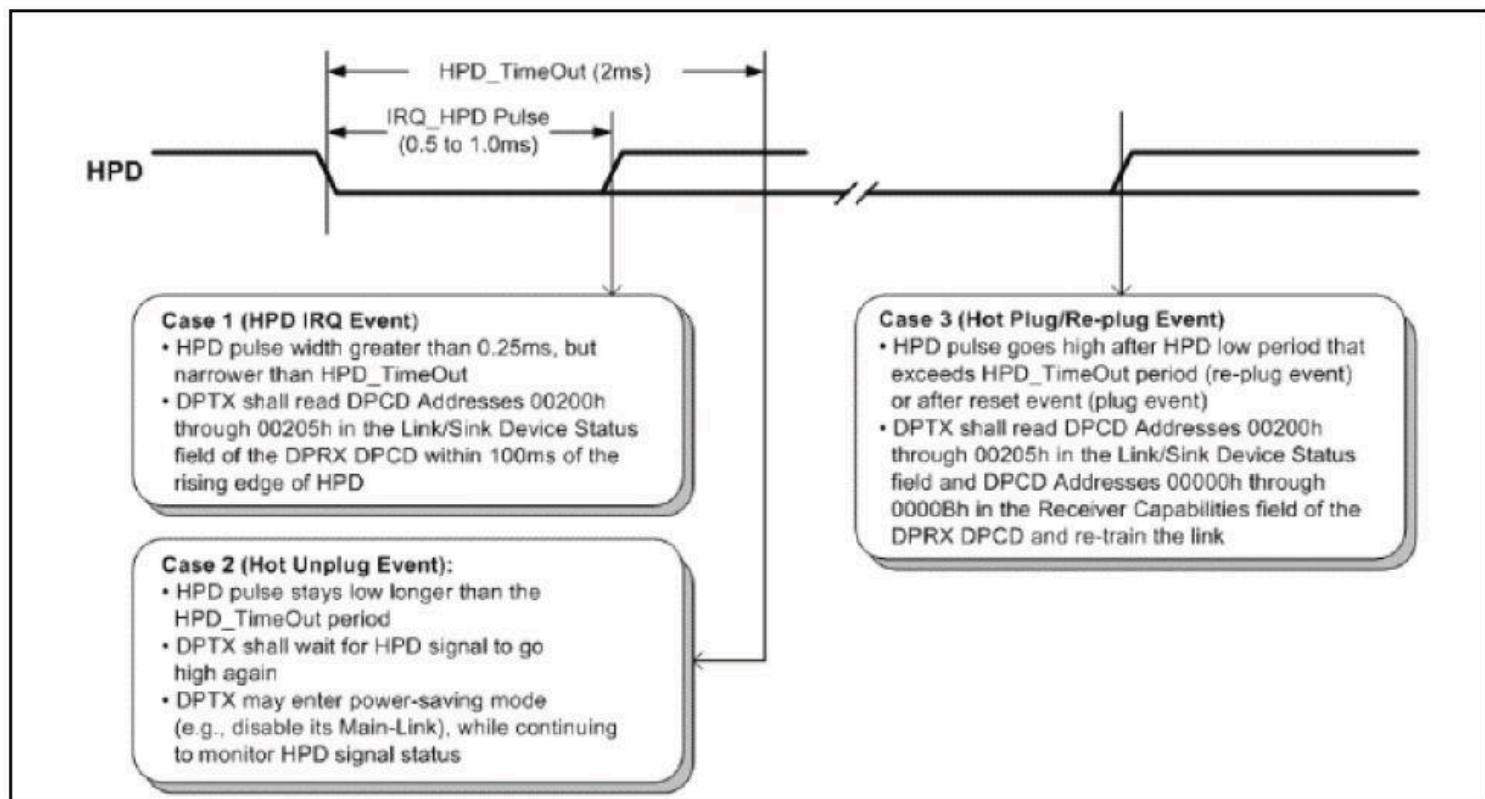 HPD_TimeOut (2ms)
IRQ_HPD Pulse
(0.5 to 1.0ms)
HPD
Case 1 (HPD IRQ Event)
• HPD pulse width greater than 0.25ms, but
narrower than HPD_TimeOut
• DPTX shall read DPCD Addresses 00200h
through 00205h in the Link/Sink Device Status
field of the DPRX DPCD within 100ms of the
rising edge of HPD
Case 2 (Hot Unplug Event):
• HPD pulse stays low longer than the
HPD_TimeOut period
• DPTX shall wait for HPD signal to go
high again
• DPTX may enter power-saving mode
(e.g., disable its Main-Link), while continuing
to monitor HPD signal status
Case 3 (Hot Plug/Re-plug Event)
• HPD pulse goes high after HPD low period that
exceeds HPD_TimeOut period (re-plug event)
or after reset event (plug event)
• DPTX shall read DPCD Addresses 00200h
through 00205h in the Link/Sink Device Status
field and DPCD Addresses 00000h through
0000Bh in the Receiver Capabilities field of the
DPRX DPCD and re-train the link